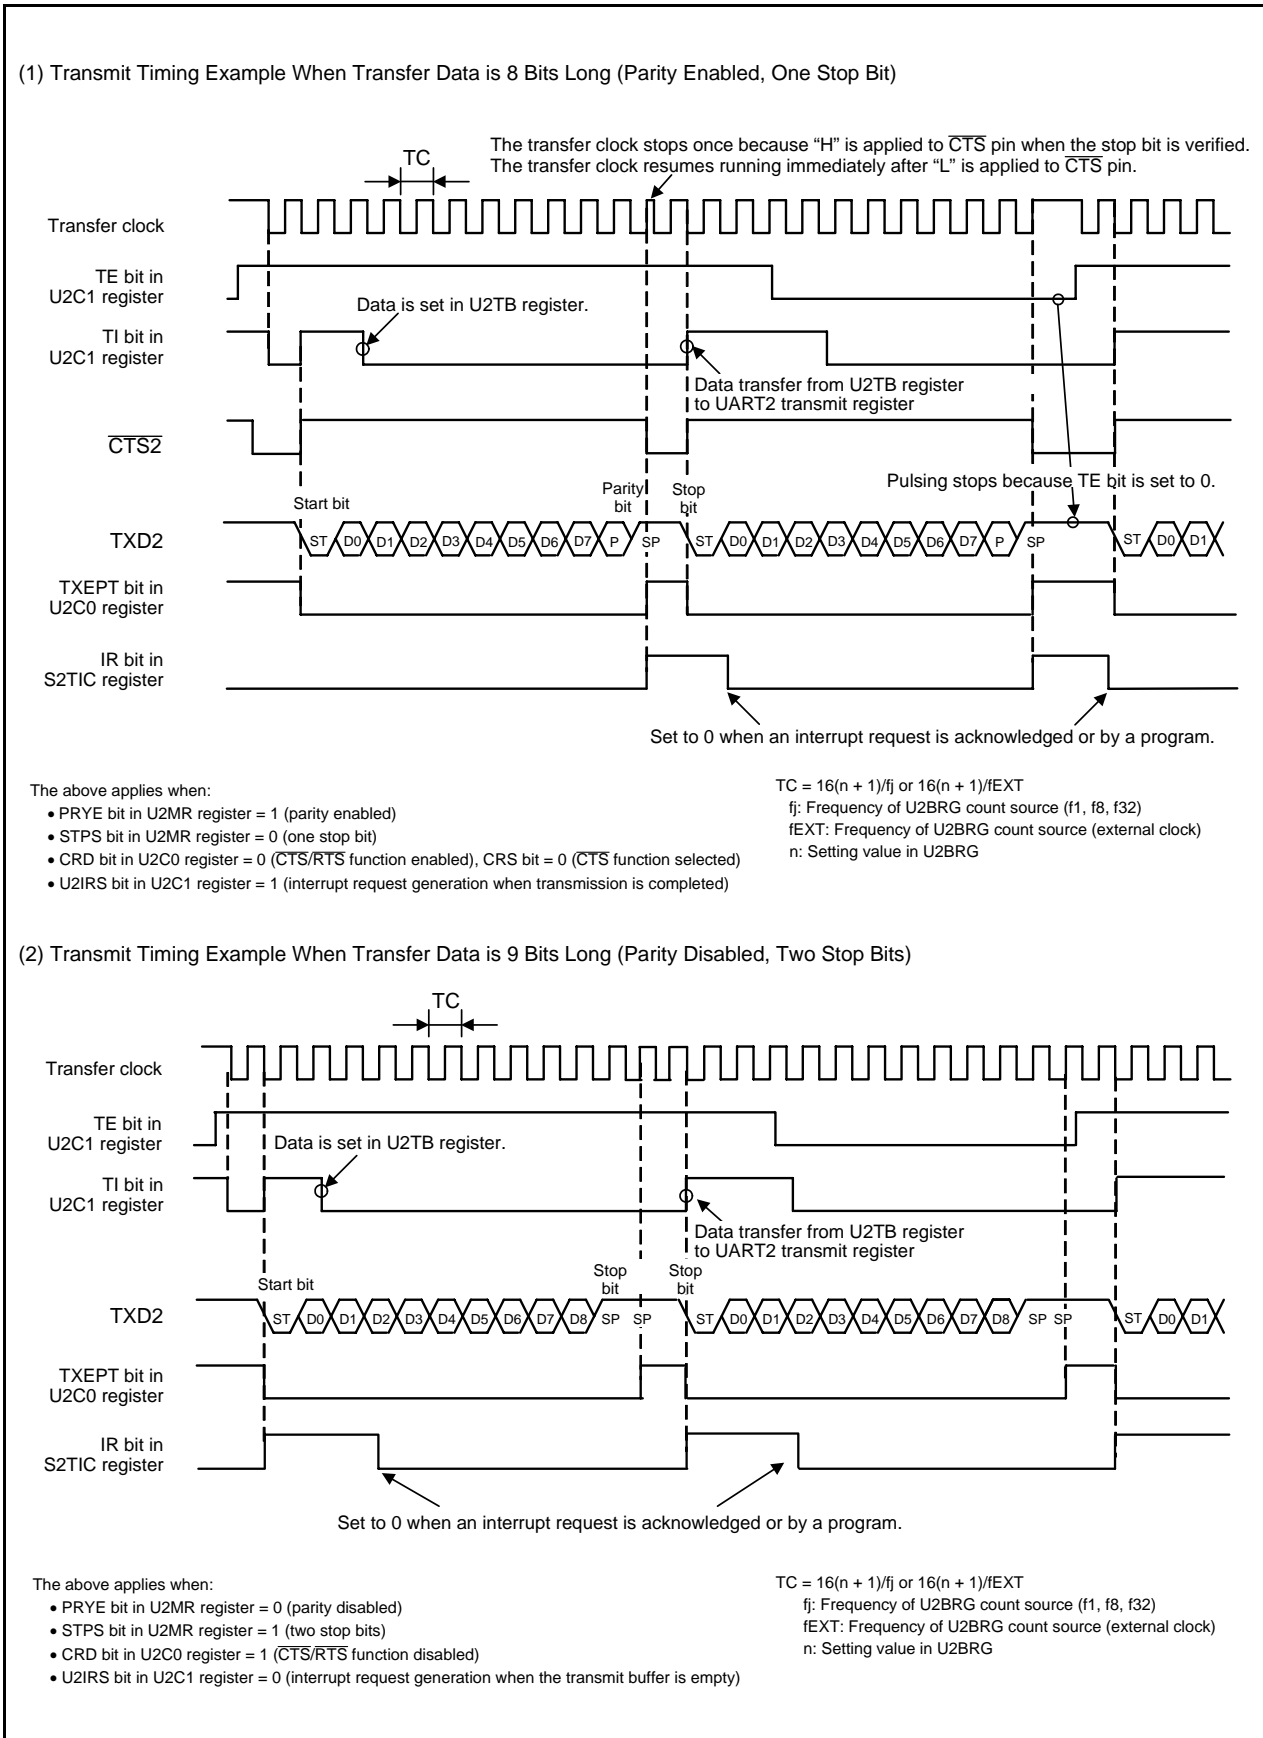 (1) Transmit Timing Example When Transfer Data is 8 Bits Long (Parity Enabled, One Stop Bit)
The transfer clock stops once because “H” is applied to CTS pin when the stop bit is verified.
The transfer clock resumes running immediately after “L” is applied to CTS pin.
TC
Transfer clock
TE bit in
U2C1 register
Data is set in U2TB register.
TI bit in
U2C1 register
Data transfer from U2TB register
to UART2 transmit register
CTS2
Pulsing stops because TE bit is set to 0.
Start bit
Parity
bit
Stop
bit
TXD2
ST D0 D1 D2 D3 D4 D5 D6 D7 P SP ST D0 D1 D2 D3 D4 D5 D6 D7 P SP ST D0 D1
TXEPT bit in
U2C0 register
IR bit in
S2TIC register
Set to 0 when an interrupt request is acknowledged or by a program.
The above applies when:
• PRYE bit in U2MR register = 1 (parity enabled)
• STPS bit in U2MR register = 0 (one stop bit)
• CRD bit in U2C0 register = 0 (CTS/RTS function enabled), CRS bit = 0 (CTS function selected)
• U2IRS bit in U2C1 register = 1 (interrupt request generation when transmission is completed)
TC = 16(n + 1)/fj or 16(n + 1)/fEXT
fj: Frequency of U2BRG count source (f1, f8, f32)
fEXT: Frequency of U2BRG count source (external clock)
n: Setting value in U2BRG
(2) Transmit Timing Example When Transfer Data is 9 Bits Long (Parity Disabled, Two Stop Bits)
TC
Transfer clock
TE bit in
U2C1 register
Data is set in U2TB register.
TI bit in
U2C1 register
Data transfer from U2TB register
to UART2 transmit register
Start bit
Stop
bit
Stop
bit
TXD2
ST D0 D1 D2 D3 D4 D5 D6 D7 D8 SP SP ST D0 D1 D2 D3 D4 D5 D6 D7 D8 SP SP ST D0 D1
TXEPT bit in
U2C0 register
IR bit in
S2TIC register
Set to 0 when an interrupt request is acknowledged or by a program.
The above applies when:
• PRYE bit in U2MR register = 0 (parity disabled)
• STPS bit in U2MR register = 1 (two stop bits)
• CRD bit in U2C0 register = 1 (CTS/RTS function disabled)
• U2IRS bit in U2C1 register = 0 (interrupt request generation when the transmit buffer is empty)
TC = 16(n + 1)/fj or 16(n + 1)/fEXT
fj: Frequency of U2BRG count source (f1, f8, f32)
fEXT: Frequency of U2BRG count source (external clock)
n: Setting value in U2BRG